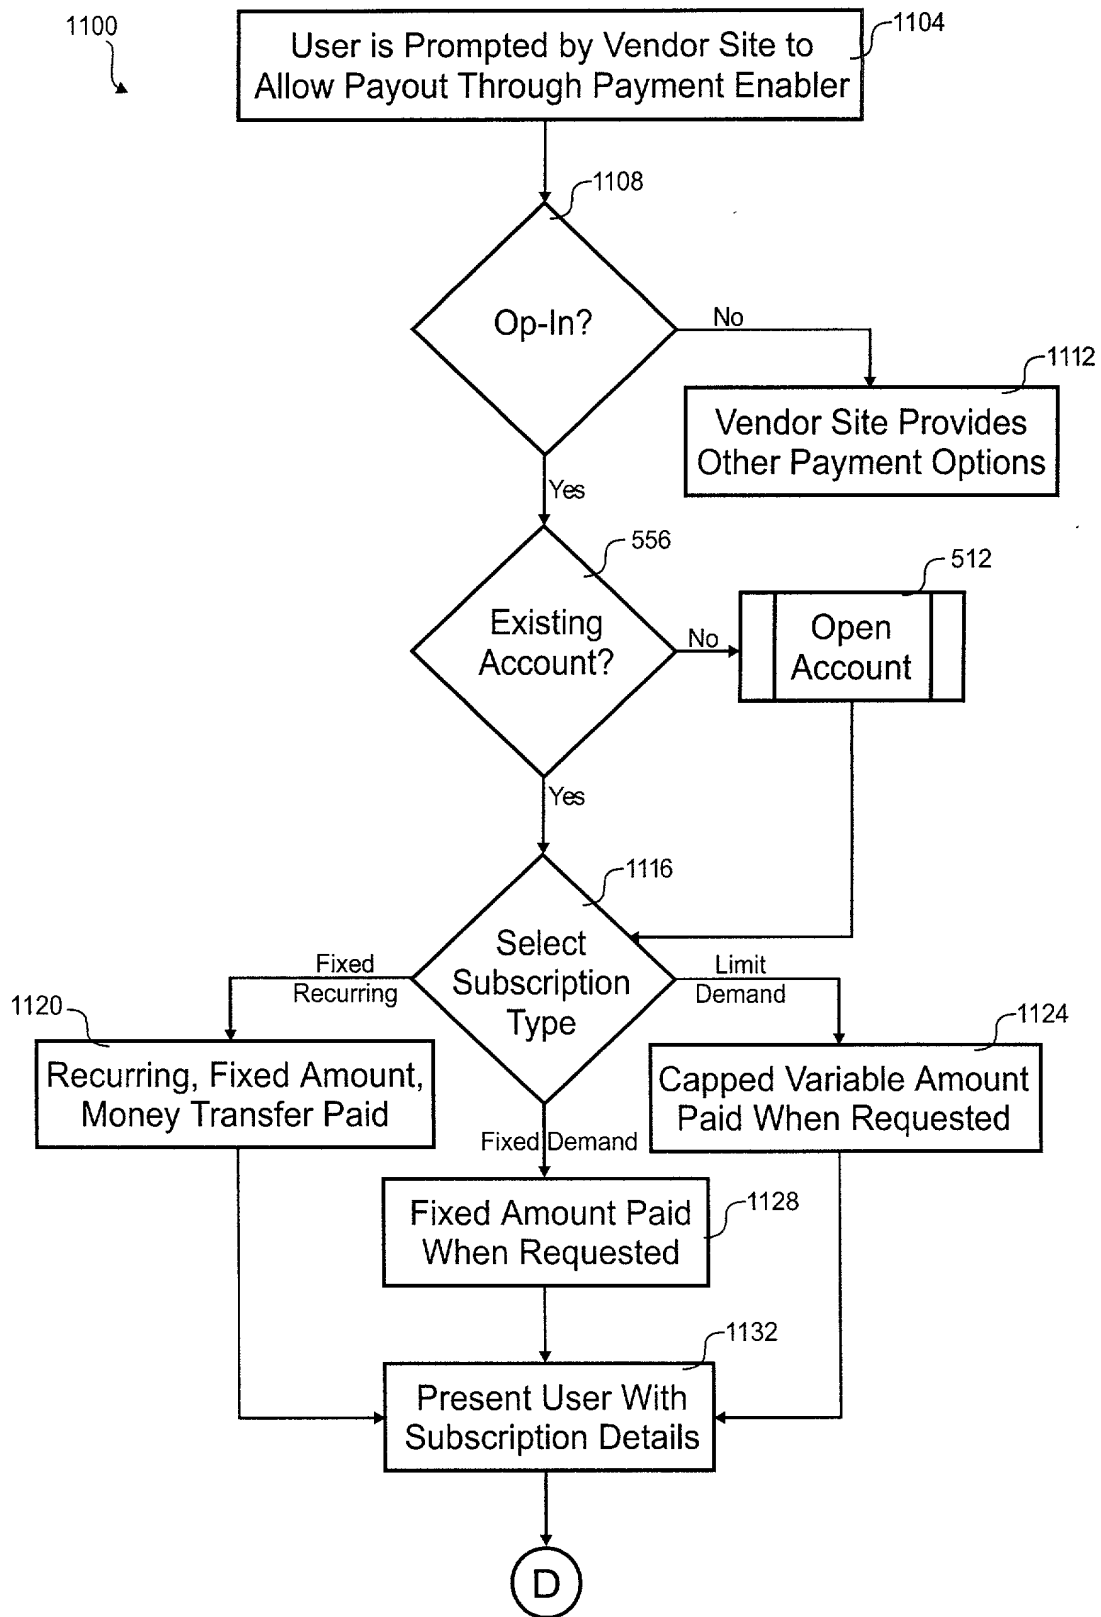 1100
1104
User is Prompted by Vendor Site to
Allow Payout Through Payment Enabler
1108
Op-In?
No
1112
Vendor Site Provides
Other Payment Options
Yes
556
512
Existing
Account?
No
Open
Account
Yes
1116
Select
Subscription
Type
Fixed
Recurring
Limit
Demand
1120
1124
Recurring, Fixed Amount,
Money Transfer Paid
Capped Variable Amount
Paid When Requested
Fixed Demand
1128
Fixed Amount Paid
When Requested
1132
Present User With
Subscription Details
D